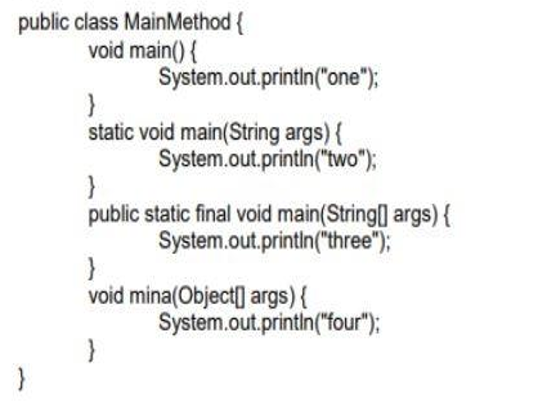 public class MainMethod {
void main() {
System.out.println("one");
}
static void main(String args) {
System.out.println("two");
}
public static final void main(String[] args) {
System.out.println("three");
}
void mina(Object[] args) {
System.out.println("four");
}
}